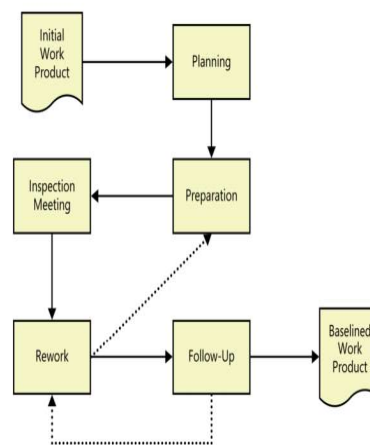 Initial
Work
Product
Planning
Inspection
Meeting
Preparation
Rework
Follow-Up
Baselined
Work
Product